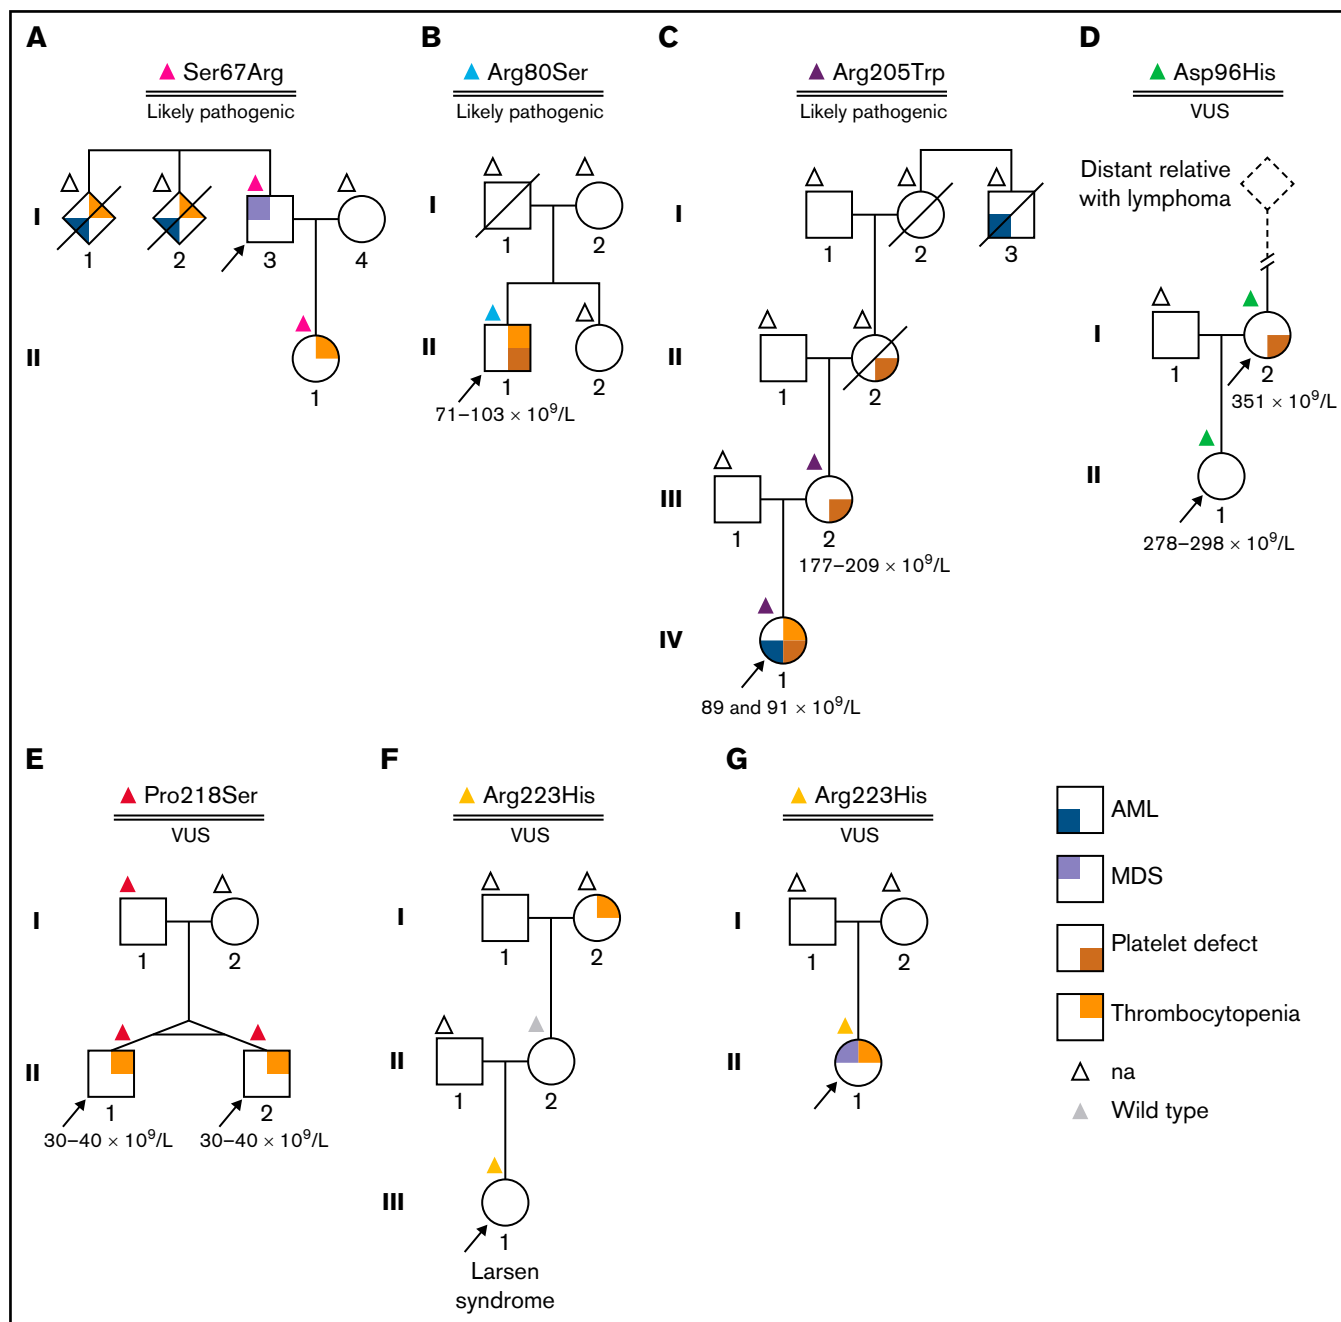 A
Ser67Arg
Likely pathogenic
I
1
2
3
4
II
1
B
Arg80Ser
Likely pathogenic
I
1
2
II
1
2
71–103 × 10⁹/L
C
Arg205Trp
Likely pathogenic
I
1
2
3
II
1
2
III
1
2
177–209 × 10⁹/L
IV
1
89 and 91 × 10⁹/L
D
Asp96His
VUS
Distant relative
with lymphoma
I
1
2
351 × 10⁹/L
II
1
278–298 × 10⁹/L
E
Pro218Ser
VUS
I
1
2
II
1
2
30–40 × 10⁹/L
30–40 × 10⁹/L
F
Arg223His
VUS
I
1
2
II
1
2
III
1
Larsen
syndrome
G
Arg223His
VUS
I
1
2
II
1
AML
MDS
Platelet defect
Thrombocytopenia
na
Wild type